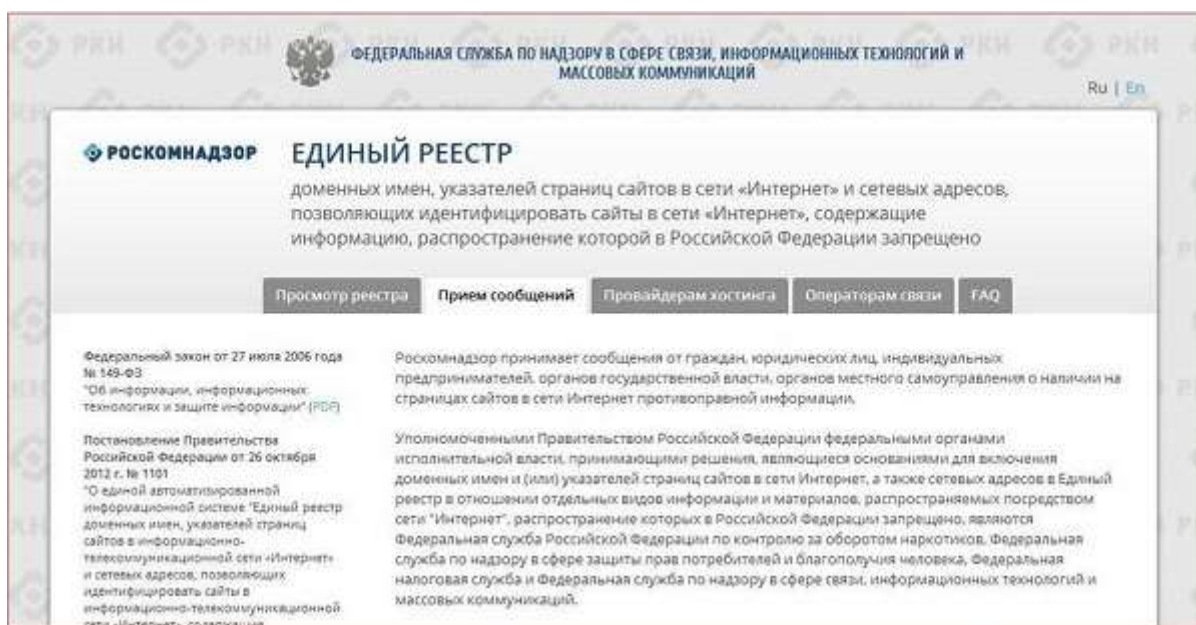 ФЕДЕРАЛЬНАЯ СЛУЖБА ПО НАДЗОРУ В СФЕРЕ СВЯЗИ, ИНФОРМАЦИОННЫХ ТЕХНОЛОГИЙ И
МАССОВЫХ КОММУНИКАЦИЙ
Ru | En
РОСКОМНАДЗОР
ЕДИНЫЙ РЕЕСТР
доменных имен, указателей страниц сайтов в сети «Интернет» и сетевых адресов,
позволяющих идентифицировать сайты в сети «Интернет», содержащие
информацию, распространение которой в Российской Федерации запрещено
Просмотр реестра Прием сообщений Провайдерам хостинга Операторам связи FAQ
Федеральный закон от 27 июля 2006 года
№ 149-ФЗ
"Об информации, информационных
технологиях и защите информации" (PDF)
Постановление Правительства
Российской Федерации от 26 октября
2012 г. № 1101
"О единой автоматизированной
информационной системе "Единый реестр
доменных имен, указателей страниц
сайтов в информационно-
телекоммуникационной сети «Интернет»
и сетевых адресов, позволяющих
идентифицировать сайты в
информационно-телекоммуникационной
сети «Интернет», содержащие
Роскомнадзор принимает сообщения от граждан, юридических лиц, индивидуальных
предпринимателей, органов государственной власти, органов местного самоуправления о наличии на
страницах сайтов в сети Интернет противоправной информации.
Уполномоченными Правительством Российской Федерации федеральными органами
исполнительной власти, принимающими решения, являющиеся основаниями для включения
доменных имен и (или) указателей страниц сайтов в сети Интернет, а также сетевых адресов в Единый
реестр в отношении отдельных видов информации и материалов, распространяемых посредством
сети "Интернет", распространение которых в Российской Федерации запрещено, являются
Федеральная служба Российской Федерации по контролю за оборотом наркотиков, Федеральная
служба по надзору в сфере защиты прав потребителей и благополучия человека, Федеральная
налоговая служба и Федеральная служба по надзору в сфере связи, информационных технологий и
массовых коммуникаций.